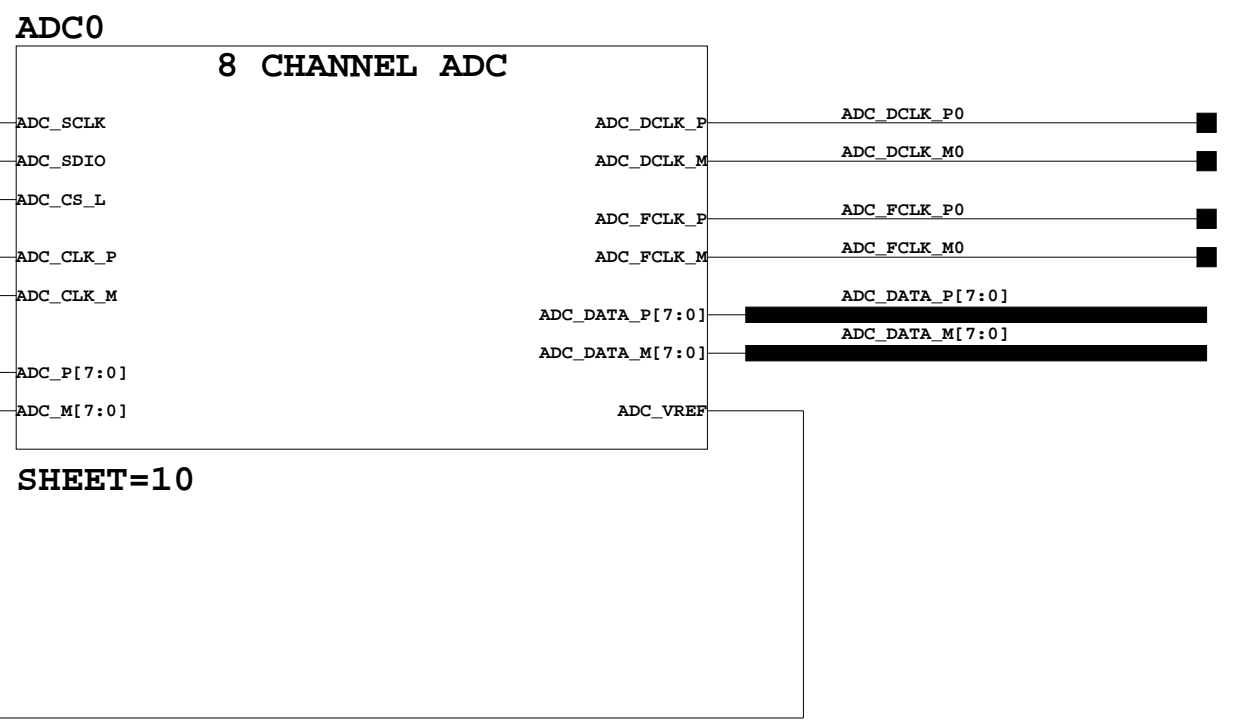 ADC0
8 CHANNEL ADC
ADC_SCLK
ADC_SDIO
ADC_CS_L
ADC_CLK_P
ADC_CLK_M
ADC_P[7:0]
ADC_M[7:0]
ADC_DCLK_P
ADC_DCLK_M
ADC_FCLK_P
ADC_FCLK_M
ADC_DATA_P[7:0]
ADC_DATA_M[7:0]
ADC_VREF
ADC_DCLK_P0
ADC_DCLK_M0
ADC_FCLK_P0
ADC_FCLK_M0
ADC_DATA_P[7:0]
ADC_DATA_M[7:0]
SHEET=10